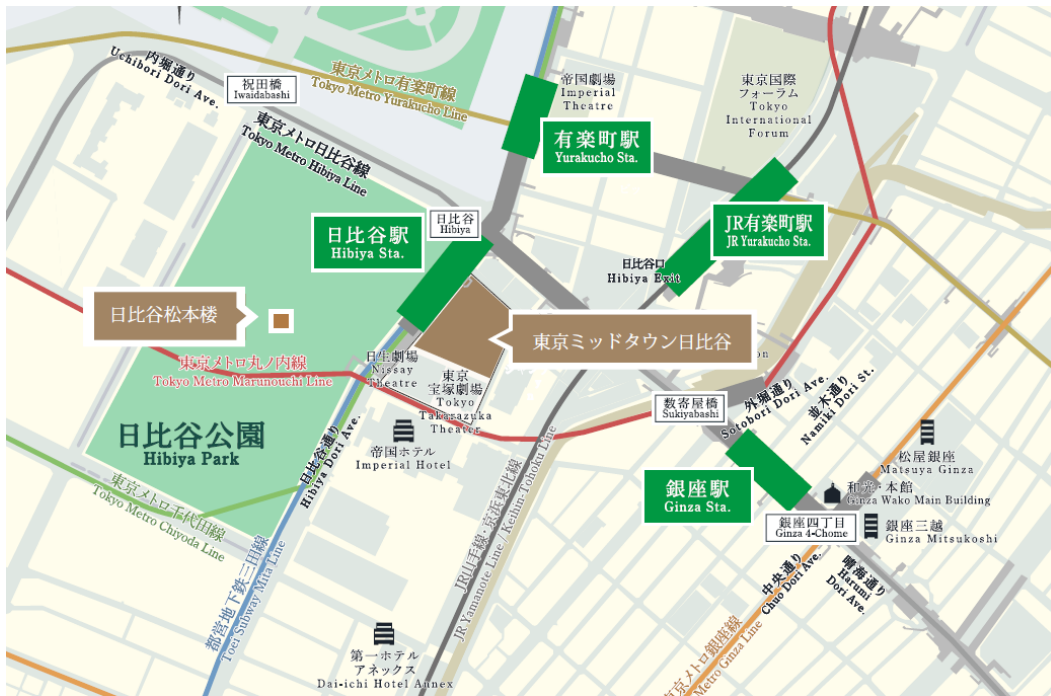 内堀通り
Uchibori Dori Ave.
祝田橋
Iwaidabashi
東京メトロ有楽町線
Tokyo Metro Yurakucho Line
東京メトロ日比谷線
Tokyo Metro Hibiya Line
帝国劇場
Imperial
Theatre
東京国際
フォーラム
Tokyo
International
Forum
有楽町駅
Yurakucho Sta.
JR有楽町駅
JR Yurakucho Sta.
日比谷駅
Hibiya Sta.
日比谷
Hibiya
日比谷口
Hibiya Exit
日比谷松本楼
東京ミッドタウン日比谷
東京メトロ丸ノ内線
Tokyo Metro Marunouchi Line
日生劇場
Nissay
Theatre
東京
宝塚劇場
Tokyo
Takarazuka
Theater
日比谷公園
Hibiya Park
帝国ホテル
Imperial Hotel
日比谷通り
Hibiya Dori Ave.
数寄屋橋
Sukiyabashi
外堀通り
Sotobori Dori Ave.
並木通り
Namiki Dori St.
松屋銀座
Matsuya Ginza
銀座駅
Ginza Sta.
和光・本館
Ginza Wako Main Building
銀座四丁目
Ginza 4-Chome
銀座三越
Ginza Mitsukoshi
東京メトロ千代田線
Tokyo Metro Chiyoda Line
都営地下鉄三田線
Toei Subway Mita Line
JR山手線・京浜東北線
JR Yamanote Line / Keihin-Tohoku Line
中央通り
Chuo Dori Ave.
晴海通り
Harumi
Dori Ave.
東京メトロ銀座線
Metro Ginza Line
第一ホテル
アネックス
Dai-ichi Hotel Annex